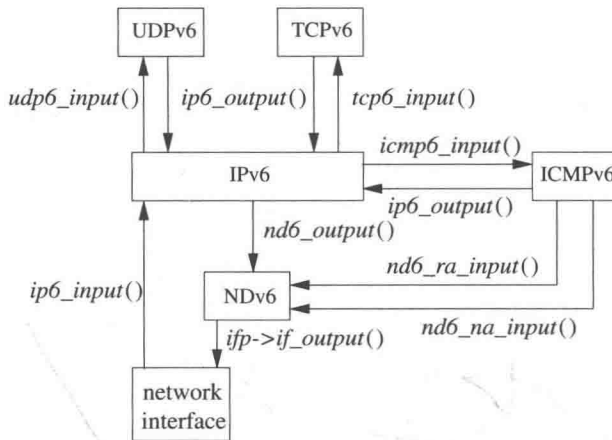 UDPv6
TCPv6
udp6_input()
ip6_output()
tcp6_input()
icmp6_input()
IPv6
ICMPv6
ip6_output()
nd6_output()
nd6_ra_input()
ip6_input()
NDv6
nd6_na_input()
ifp->if_output()
network
interface